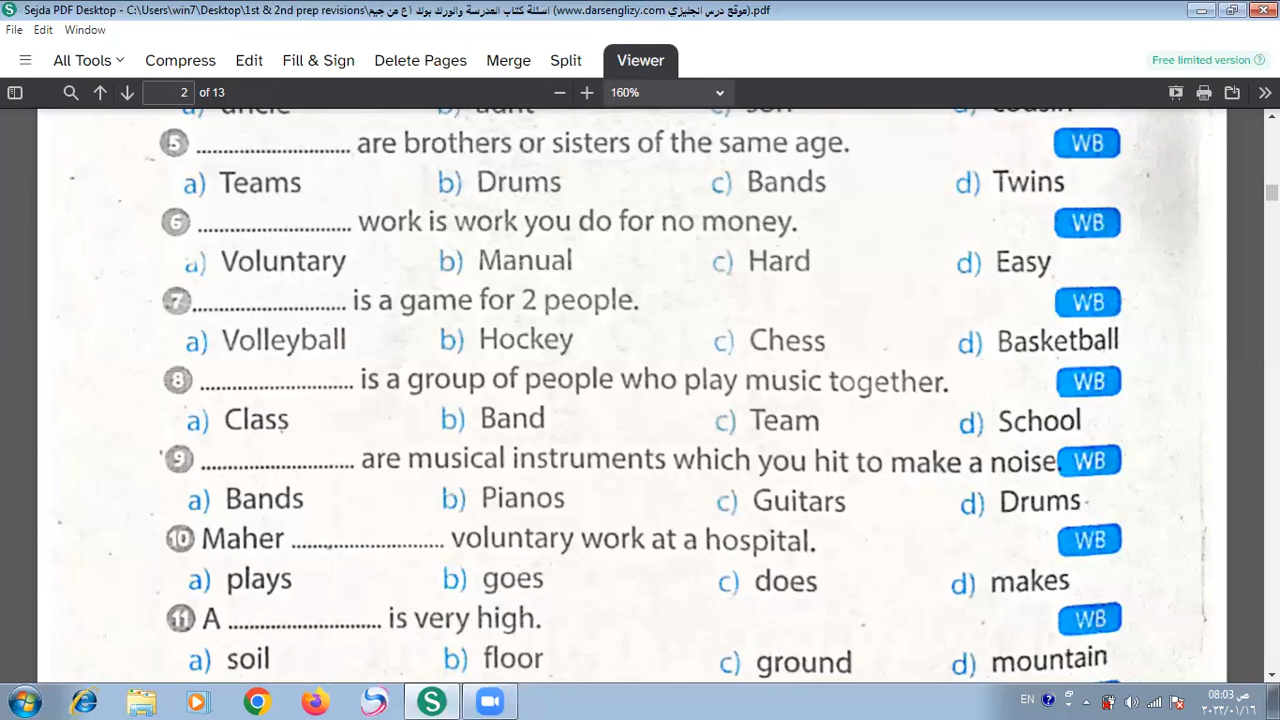 Sejda PDF Desktop - C:\Users\win7\Desktop\1st & 2nd prep revisions\اسئلة كتاب المدرسة والورك بوك ١ع من جيم (www.darsenglizy.com موقع درس انجليزي).pdf
File Edit Window
All Tools Compress Edit Fill & Sign Delete Pages Merge Split Viewer Free limited version
2 of 13 160%
a) uncle b) aunt c) son d) cousin
5 ................ are brothers or sisters of the same age. WB
a) Teams b) Drums c) Bands d) Twins
6 ................ work is work you do for no money. WB
a) Voluntary b) Manual c) Hard d) Easy
7 ................ is a game for 2 people. WB
a) Volleyball b) Hockey c) Chess d) Basketball
8 ................ is a group of people who play music together. WB
a) Class b) Band c) Team d) School
9 ................ are musical instruments which you hit to make a noise. WB
a) Bands b) Pianos c) Guitars d) Drums
10 Maher ................ voluntary work at a hospital. WB
a) plays b) goes c) does d) makes
11 A ................ is very high. WB
a) soil b) floor c) ground d) mountain
EN 08:03 ص
٢٠٢٣/٠١/١٦